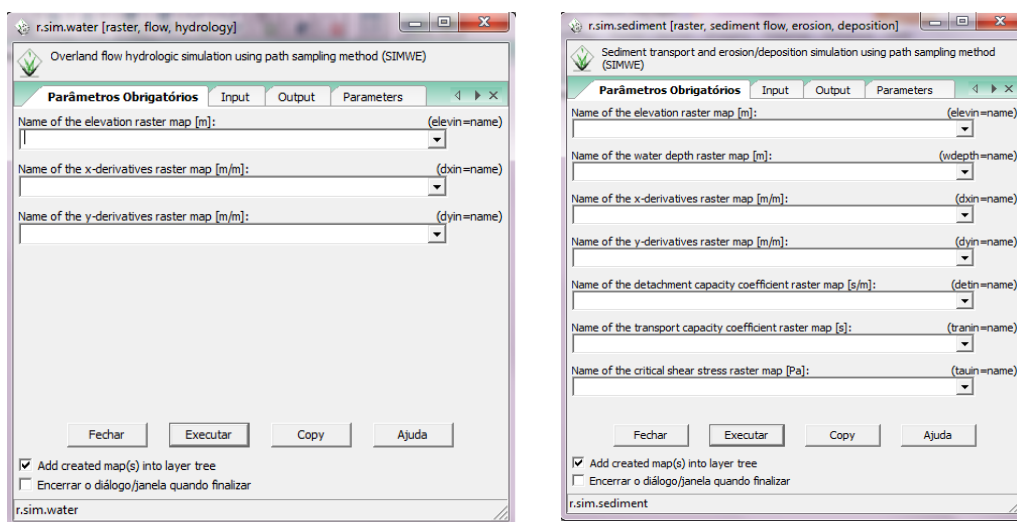 r.sim.water [raster, flow, hydrology]
Overland flow hydrologic simulation using path sampling method (SIMWE)
Parâmetros Obrigatórios Input Output Parameters
Name of the elevation raster map [m]: (elevin=name)
Name of the x-derivatives raster map [m/m]: (dxin=name)
Name of the y-derivatives raster map [m/m]: (dyin=name)
Fechar Executar Copy Ajuda
Add created map(s) into layer tree
Encerrar o diálogo/janela quando finalizar
r.sim.water
r.sim.sediment [raster, sediment flow, erosion, deposition]
Sediment transport and erosion/deposition simulation using path sampling method
(SIMWE)
Parâmetros Obrigatórios Input Output Parameters
Name of the elevation raster map [m]: (elevin=name)
Name of the water depth raster map [m]: (wdepth=name)
Name of the x-derivatives raster map [m/m]: (dxin=name)
Name of the y-derivatives raster map [m/m]: (dyin=name)
Name of the detachment capacity coefficient raster map [s/m]: (detin=name)
Name of the transport capacity coefficient raster map [s]: (tranin=name)
Name of the critical shear stress raster map [Pa]: (tauin=name)
Fechar Executar Copy Ajuda
Add created map(s) into layer tree
Encerrar o diálogo/janela quando finalizar
r.sim.sediment